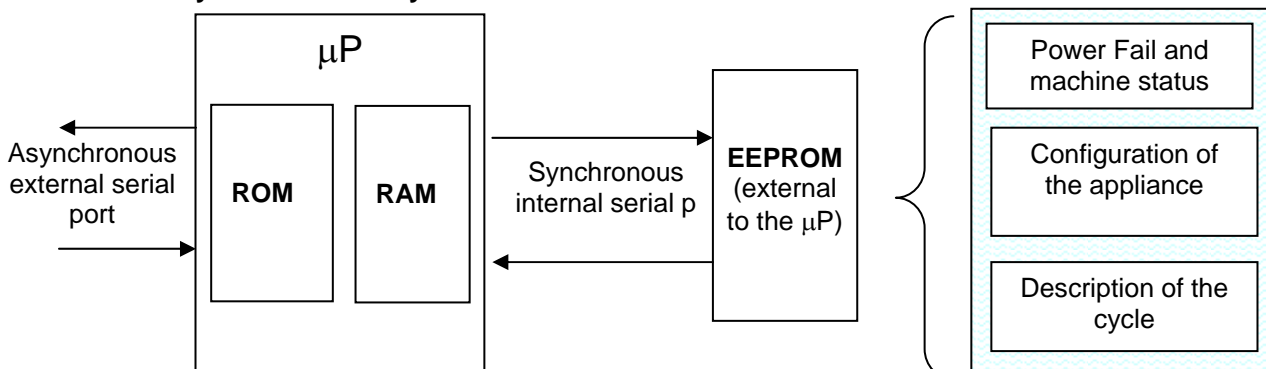 μP
Asynchronous
external serial
port
ROM
RAM
Synchronous
internal serial p
EEPROM
(external
to the μP)
Power Fail and
machine status
Configuration of
the appliance
Description of the
cycle